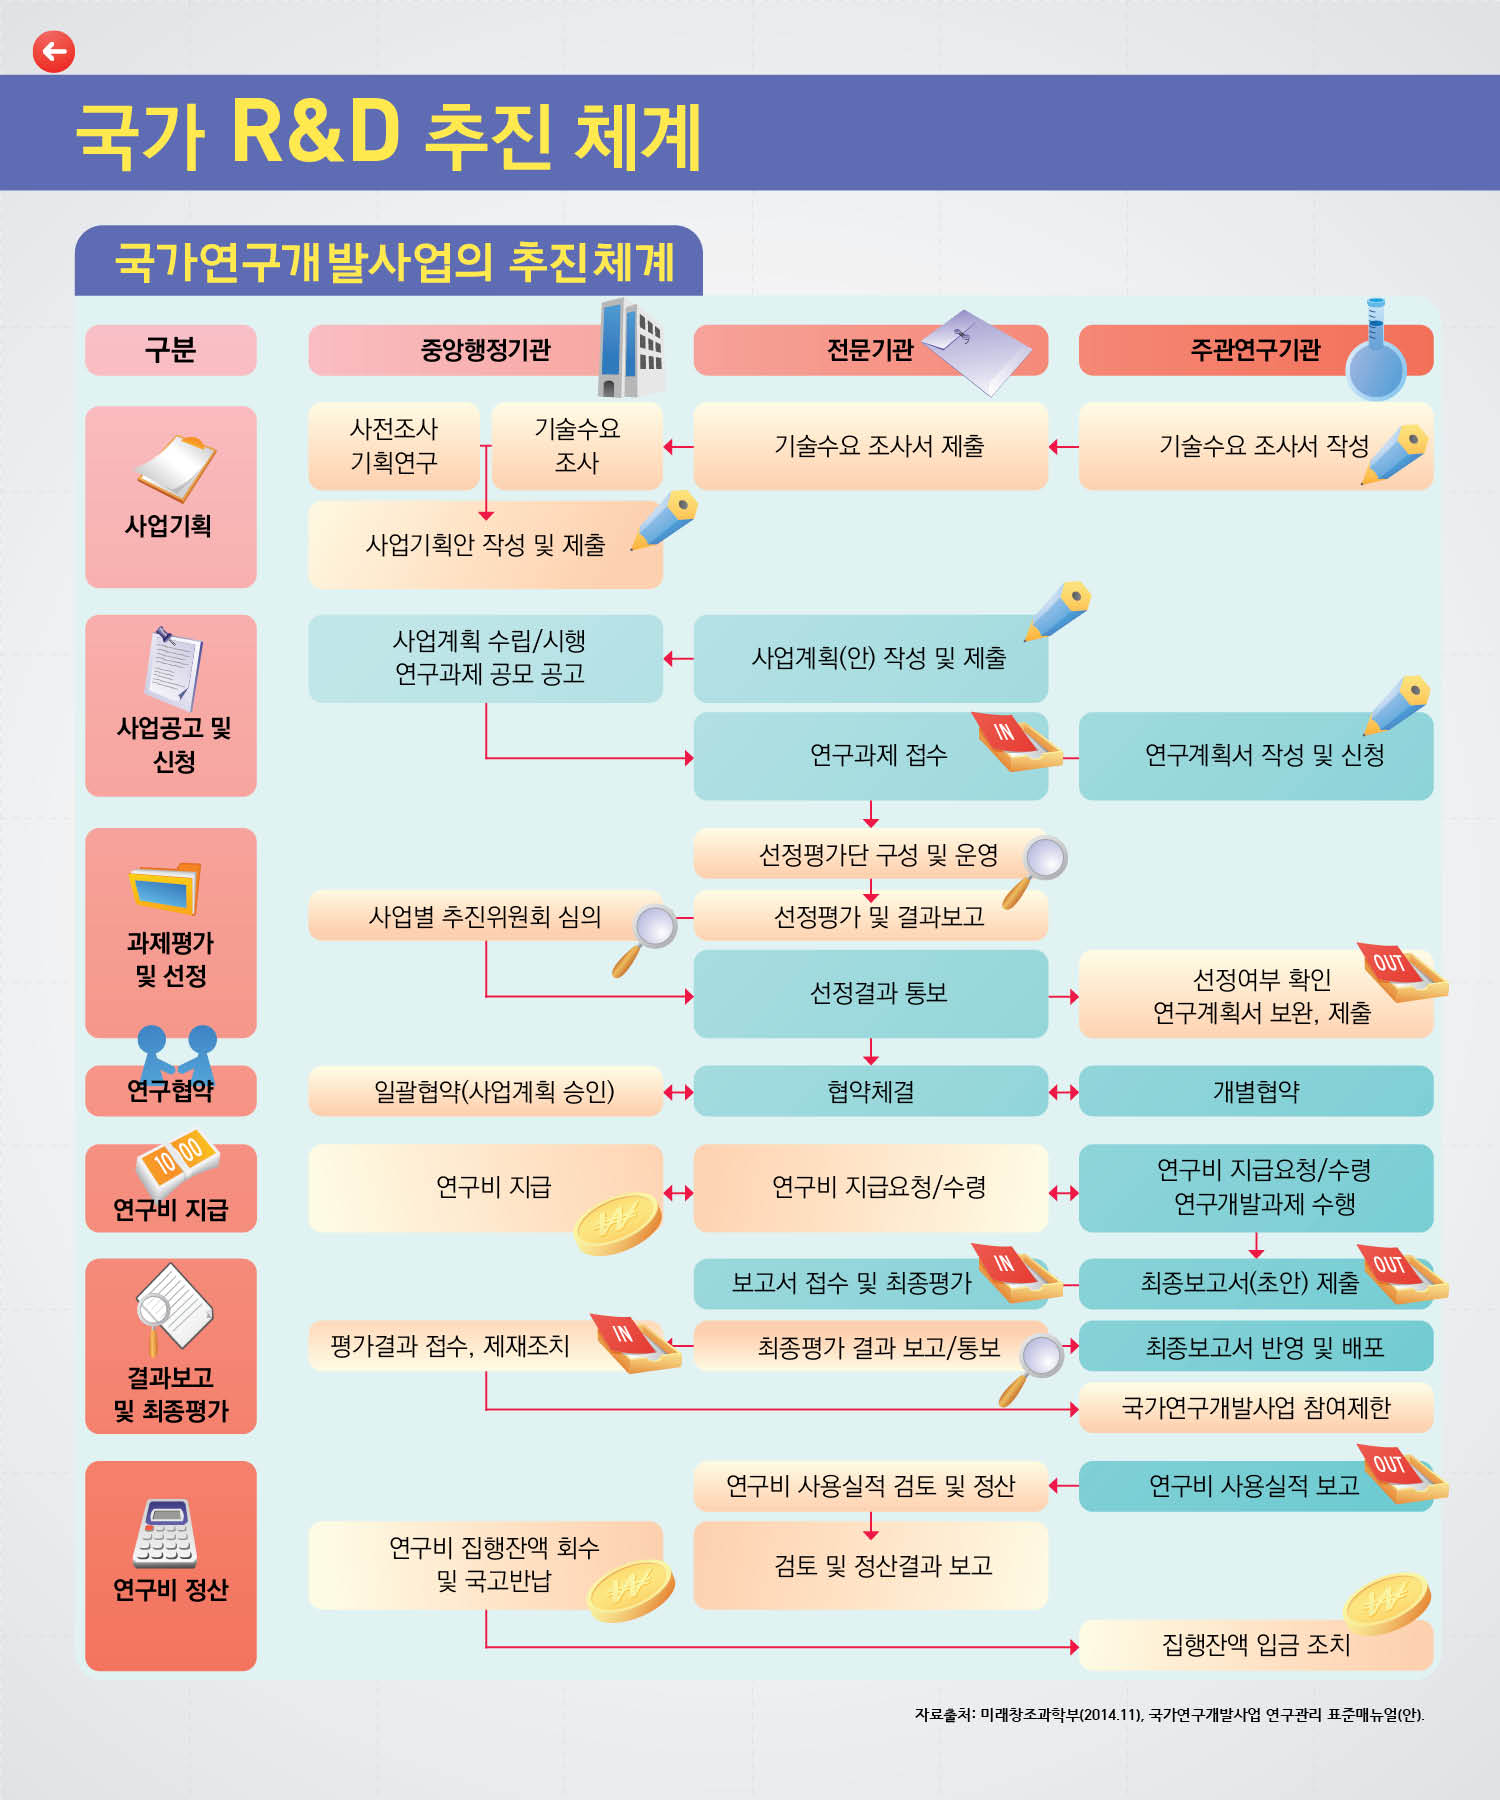 국가 R&D 추진 체계
국가연구개발사업의 추진체계
구분
중앙행정기관
전문기관
주관연구기관
사업기획
사전조사
기획연구
기술수요
조사
기술수요 조사서 제출
기술수요 조사서 작성
사업기획안 작성 및 제출
사업공고 및
신청
사업계획 수립/시행
연구과제 공모 공고
사업계획(안) 작성 및 제출
연구과제 접수
IN
연구계획서 작성 및 신청
과제평가
및 선정
선정평가단 구성 및 운영
사업별 추진위원회 심의
선정평가 및 결과보고
선정결과 통보
선정여부 확인
연구계획서 보완, 제출
OUT
연구협약
일괄협약(사업계획 승인)
협약체결
개별협약
10 00
연구비 지급
연구비 지급
₩
연구비 지급요청/수령
연구비 지급요청/수령
연구개발과제 수행
결과보고
및 최종평가
보고서 접수 및 최종평가
IN
최종보고서(초안) 제출
OUT
평가결과 접수, 제재조치
IN
최종평가 결과 보고/통보
최종보고서 반영 및 배포
국가연구개발사업 참여제한
연구비 정산
연구비 사용실적 검토 및 정산
연구비 사용실적 보고
OUT
연구비 집행잔액 회수
및 국고반납
₩
검토 및 정산결과 보고
집행잔액 입금 조치
₩
자료출처: 미래창조과학부(2014.11), 국가연구개발사업 연구관리 표준매뉴얼(안).